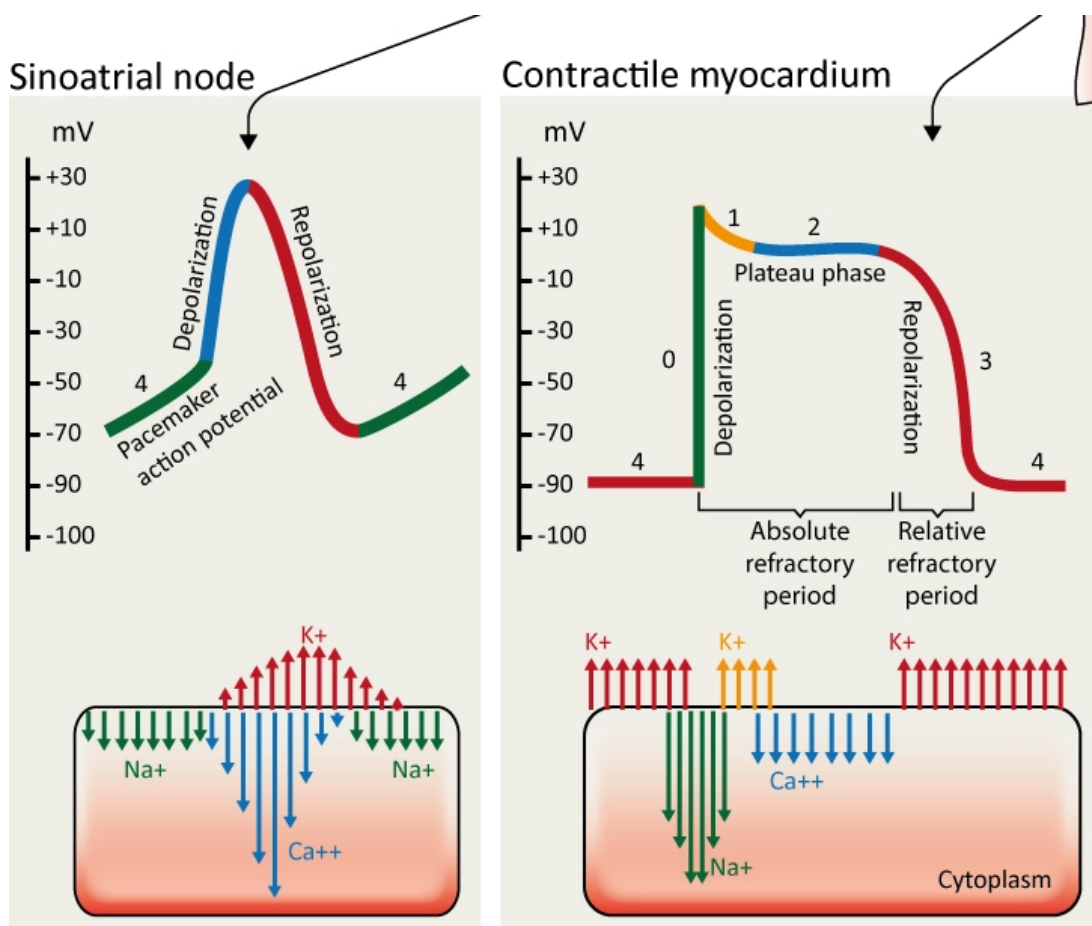 Sinoatrial node
mV
+30
+10
-10
-30
-50
-70
-90
-100
Depolarization
Repolarization
4
Pacemaker
action potential
4
K+
Na+
Na+
Ca++
Contractile myocardium
mV
+30
+10
-10
-30
-50
-70
-90
-100
1
2
Plateau phase
0
Depolarization
Repolarization
3
4
4
Absolute
refractory
period
Relative
refractory
period
K+
K+
K+
Ca++
Na+
Cytoplasm